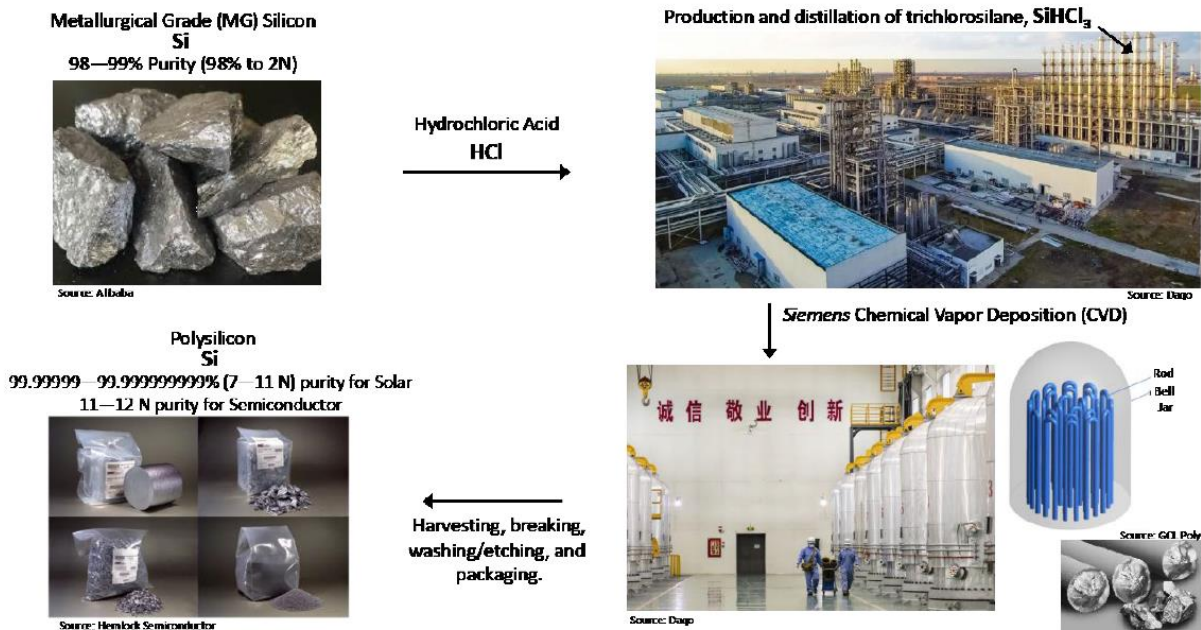 Metallurgical Grade (MG) Silicon
Si
98—99% Purity (98% to 2N)
Source: Alibaba
Hydrochloric Acid
HCl
Production and distillation of trichlorosilane, SiHCl₃
Source: Daqo
Siemens Chemical Vapor Deposition (CVD)
诚信 敬业 创新
Rod
Bell
Jar
Source: GCL Poly
Source: Daqo
Harvesting, breaking,
washing/etching, and
packaging.
Polysilicon
Si
99.99999—99.999999999% (7—11 N) purity for Solar
11—12 N purity for Semiconductor
Source: Hemlock Semiconductor